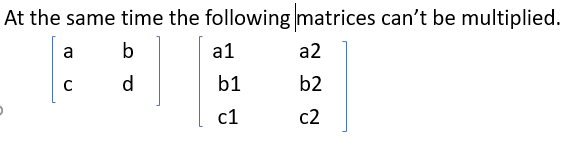 At the same time the following matrices can't be multiplied.
a b a1 a2
c d b1 b2
c1 c2